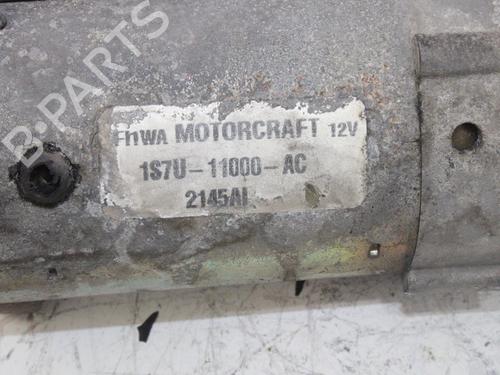 B-PARTS
FHWA MOTORCRAFT 12V
1S7U-11000-AC
2145AI